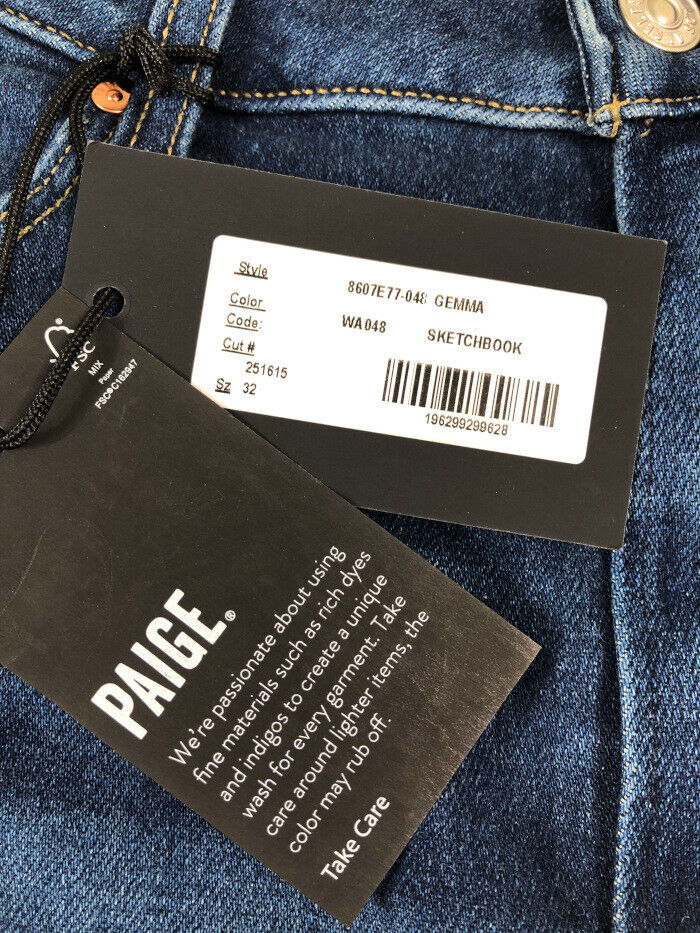 Style 8607E77-048 GEMMA
Color
Code: WA048 SKETCHBOOK
Cut #
251615
Sz 32
196299299628
FSC
MIX
Paper
FSC® C182947
PAIGE®
We're passionate about using
fine materials such as rich dyes
and indigos to create a unique
wash for every garment. Take
care around lighter items, the
color may rub off.
Take Care